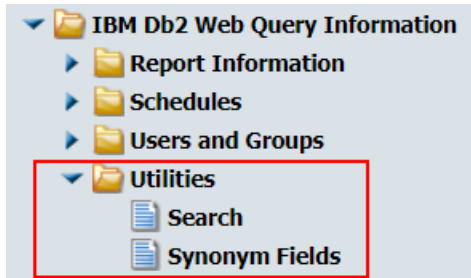 IBM Db2 Web Query Information
Report Information
Schedules
Users and Groups
Utilities
Search
Synonym Fields